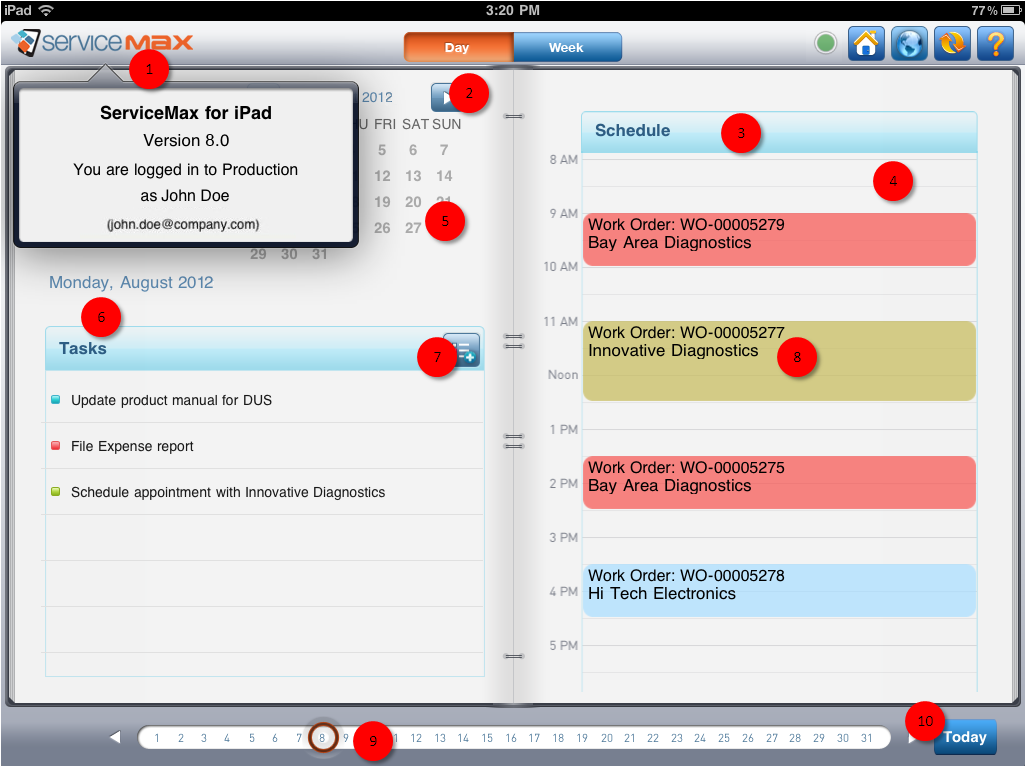 iPad 3:20 PM 77%
serviceMAX Day Week ?
1
ServiceMax for iPad
Version 8.0
You are logged in to Production
as John Doe
(john.doe@company.com)
2012 2
U FRI SAT SUN
5 6 7
12 13 14
19 20 21
26 27 5
29 30 31
Monday, August 2012
6
Tasks 7
Update product manual for DUS
File Expense report
Schedule appointment with Innovative Diagnostics
Schedule 3
8 AM
4
9 AM
Work Order: WO-00005279
Bay Area Diagnostics
10 AM
11 AM
Work Order: WO-00005277
Innovative Diagnostics 8
Noon
1 PM
Work Order: WO-00005275
2 PM Bay Area Diagnostics
3 PM
Work Order: WO-00005278
4 PM Hi Tech Electronics
5 PM
1 2 3 4 5 6 7 8 9 9 1 12 13 14 15 16 17 18 19 20 21 22 23 24 25 26 27 28 29 30 31
10
Today